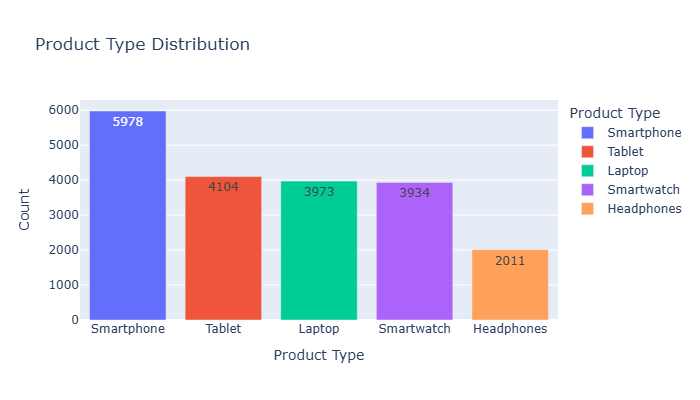 Product Type Distribution
Count
6000
5000
4000
3000
2000
1000
0
5978
4104
3973
3934
2011
Smartphone
Tablet
Laptop
Smartwatch
Headphones
Product Type
Product Type
Smartphone
Tablet
Laptop
Smartwatch
Headphones